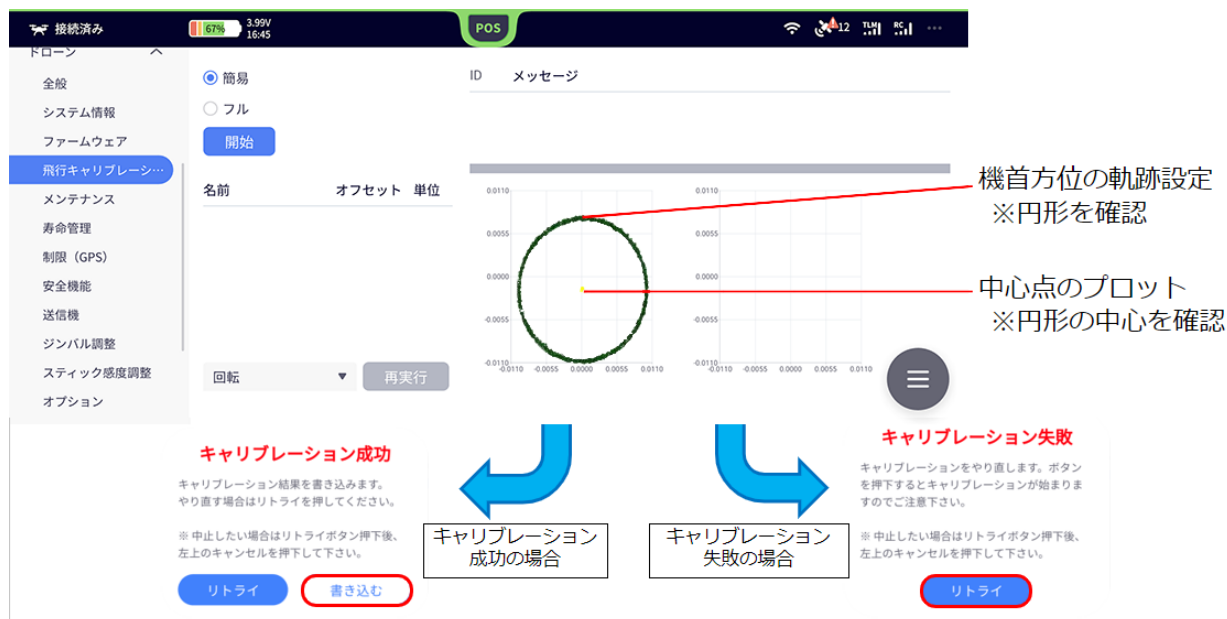 接続済み
67%
3.99V
16:45
POS
12
TLM
RC
ドローン
全般
システム情報
ファームウェア
飛行キャリブレーシ…
メンテナンス
寿命管理
制限（GPS）
安全機能
送信機
ジンバル調整
スティック感度調整
オプション
簡易
フル
開始
名前 オフセット 単位
回転
再実行
ID メッセージ
0.0110
0.0055
0.0000
-0.0055
-0.0110
-0.0110 -0.0055 0.0000 0.0055 0.0110
0.0110
0.0055
0.0000
-0.0055
-0.0110
-0.0110 -0.0055 0.0000 0.0055 0.0110
機首方位の軌跡設定
※円形を確認
中心点のプロット
※円形の中心を確認
キャリブレーション成功
キャリブレーション結果を書き込みます。
やり直す場合はリトライを押してください。
※ 中止したい場合はリトライボタン押下後、
左上のキャンセルを押下して下さい。
リトライ
書き込む
キャリブレーション
成功の場合
キャリブレーション
失敗の場合
キャリブレーション失敗
キャリブレーションをやり直します。ボタン
を押下するとキャリブレーションが始まりま
すのでご注意下さい。
※ 中止したい場合はリトライボタン押下後、
左上のキャンセルを押下して下さい。
リトライ